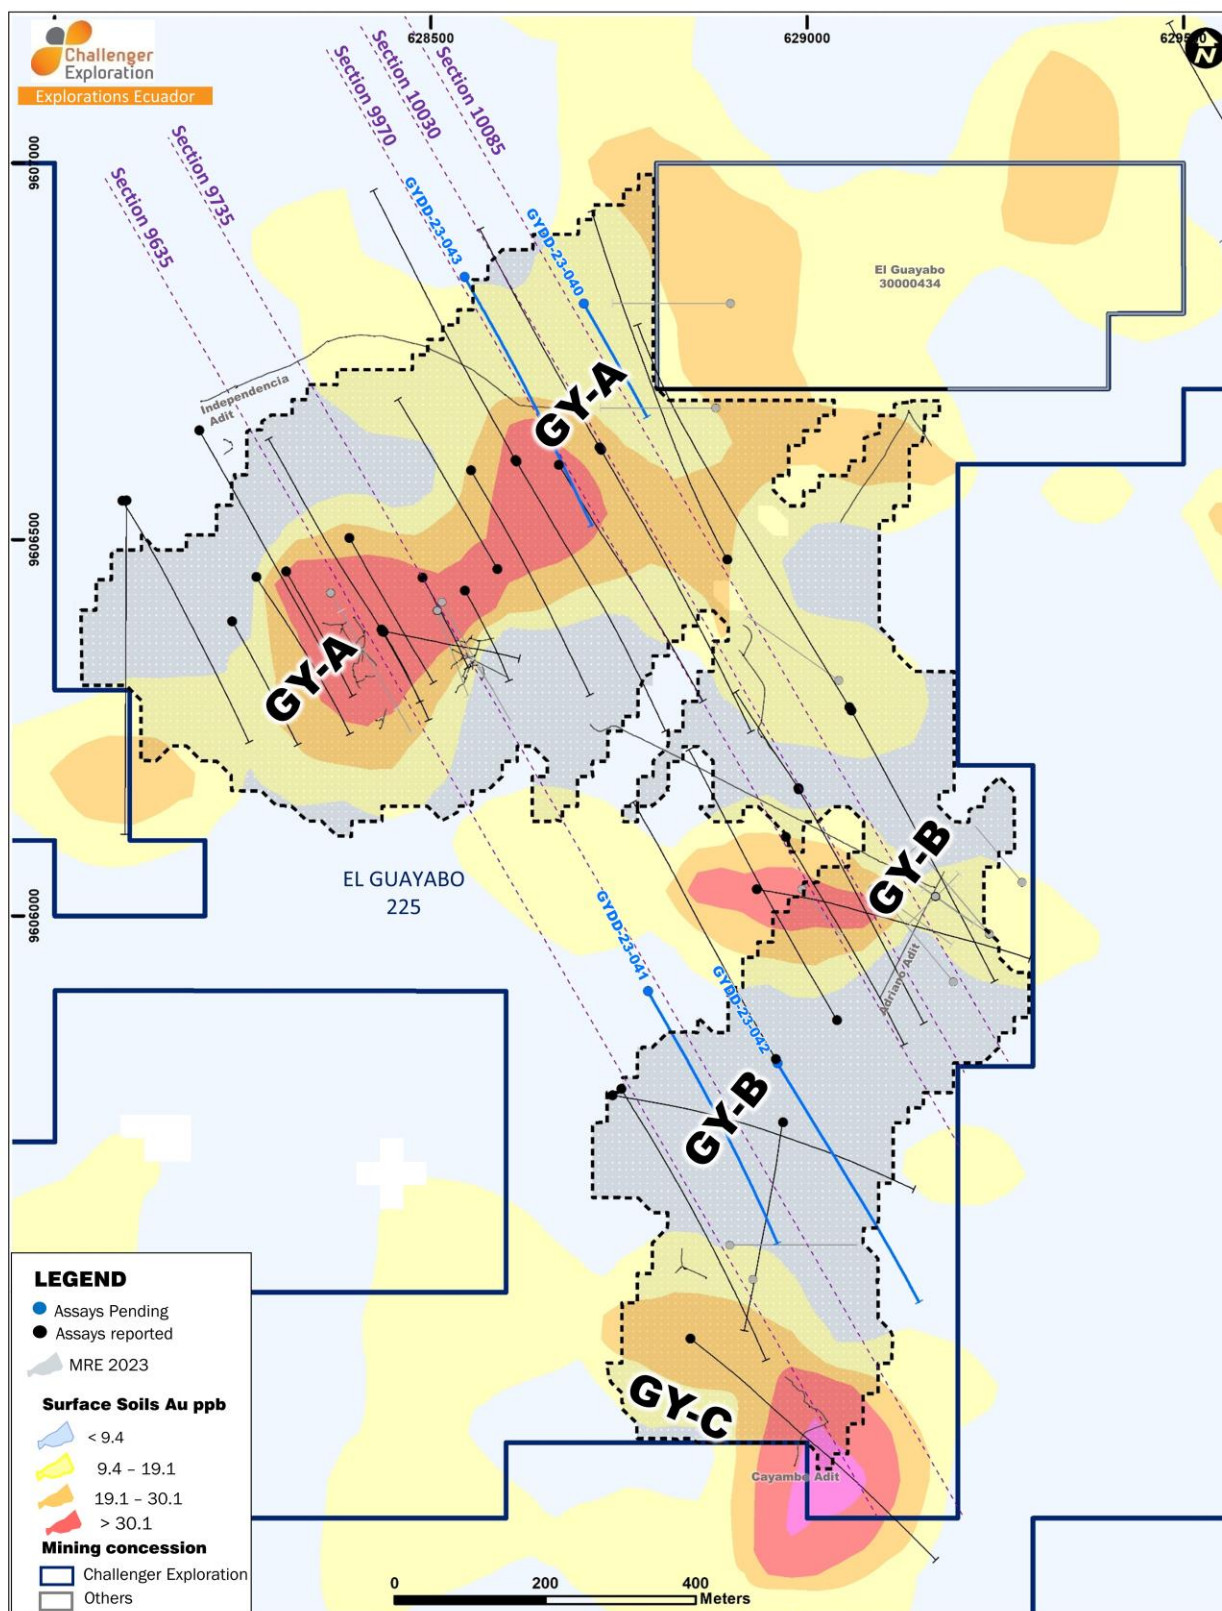 Challenger
Exploration
Explorations Ecuador
628500
629000
N
9607000
9606500
9606000
Section 9635
Section 9735
Section 9970
Section 10030
Section 10085
GYDD-23-043
GYDD-23-040
El Guayabo
30000434
Independencia
Adit
GY-A
GY-A
GY-B
EL GUAYABO
225
GYDD-23-041
GYDD-23-042
Adriano Adit
GY-B
GY-C
Cayambe Adit
LEGEND
Assays Pending
Assays reported
MRE 2023
Surface Soils Au ppb
< 9.4
9.4 – 19.1
19.1 – 30.1
> 30.1
Mining concession
Challenger Exploration
Others
0
200
400
Meters